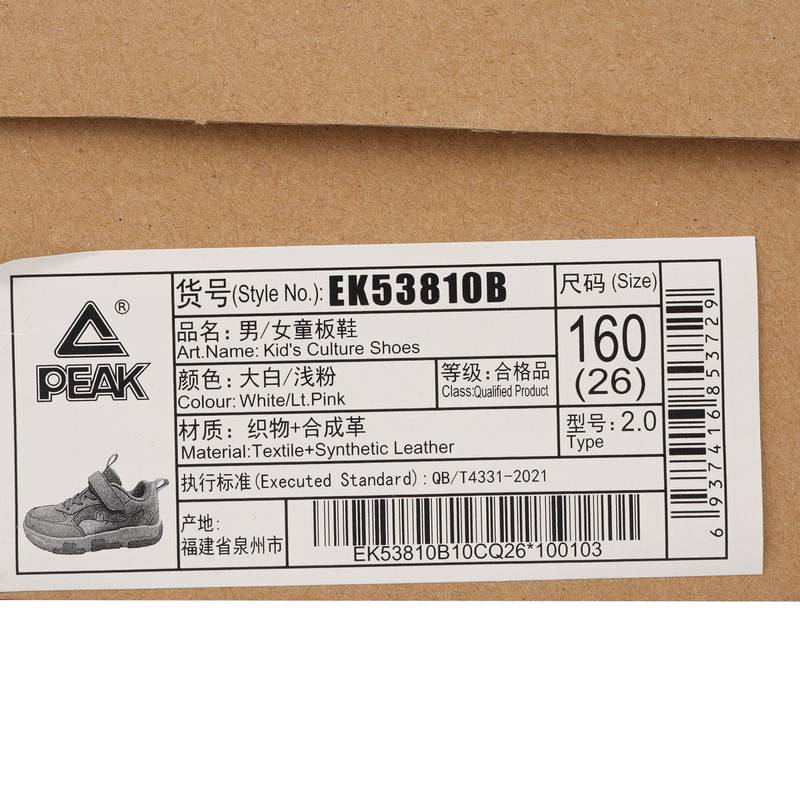 ®
PEAK
货号(Style No.): EK53810B
尺码 (Size)
品名: 男/女童板鞋
Art.Name: Kid's Culture Shoes
160
(26)
颜色: 大白/浅粉
Colour: White/Lt.Pink
等级: 合格品
Class:Qualified Product
材质: 织物+合成革
Material:Textile+Synthetic Leather
型号: 2.0
Type
执行标准(Executed Standard): QB/T4331-2021
产地:
福建省泉州市
EK53810B10CQ26*100103
6 937416 853729